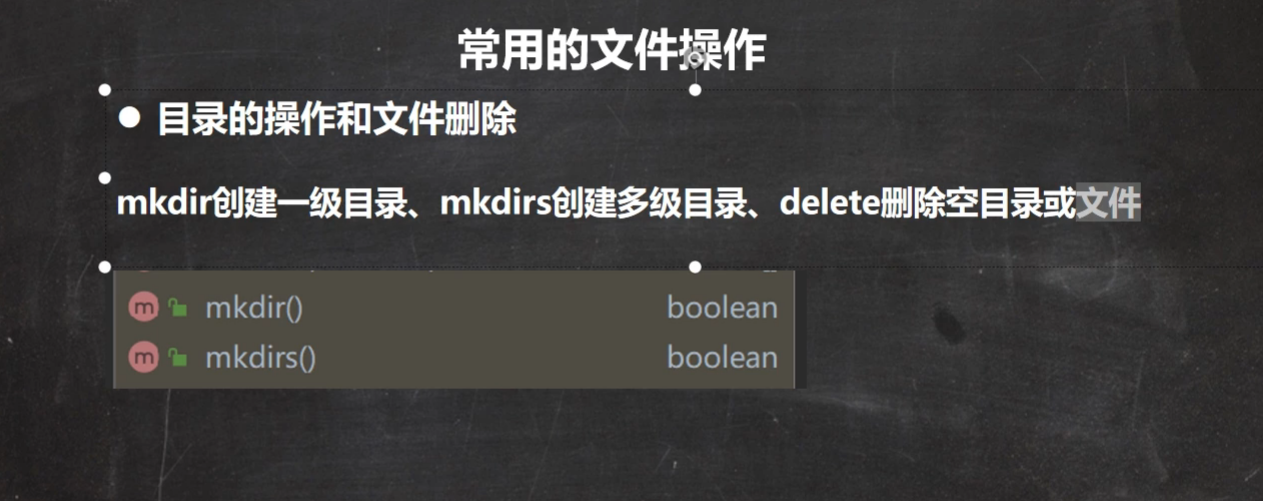 常用的文件操作
● 目录的操作和文件删除
mkdir创建一级目录、mkdirs创建多级目录、delete删除空目录或文件
m mkdir() boolean
m mkdirs() boolean